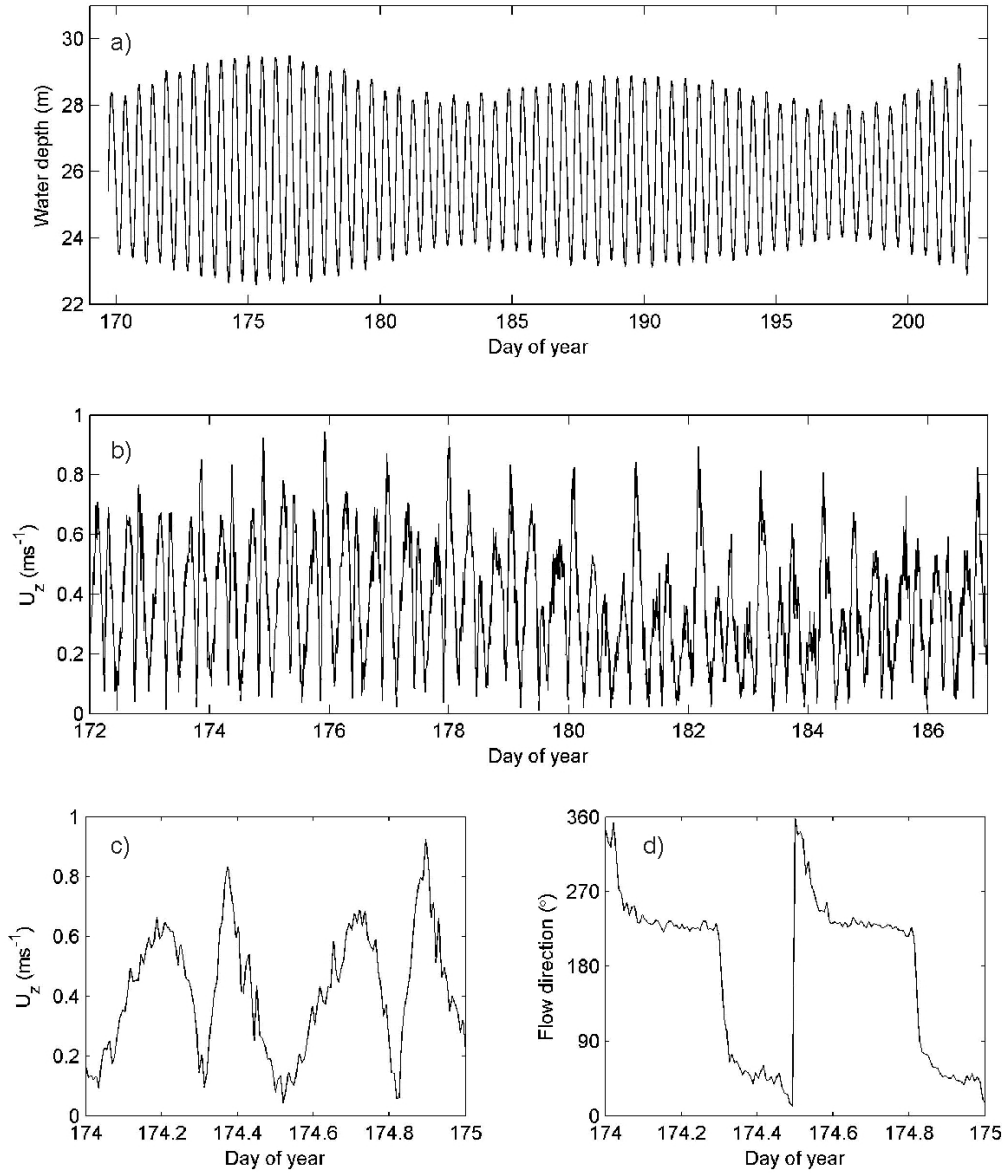 a)
Water depth (m)
30
28
26
24
22
170 175 180 185 190 195 200
Day of year
b)
U_z (ms⁻¹)
1
0.8
0.6
0.4
0.2
0
172 174 176 178 180 182 184 186
Day of year
c)
U_z (ms⁻¹)
1
0.8
0.6
0.4
0.2
0
174 174.2 174.4 174.6 174.8 175
Day of year
d)
Flow direction (°)
360
270
180
90
0
174 174.2 174.4 174.6 174.8 175
Day of year